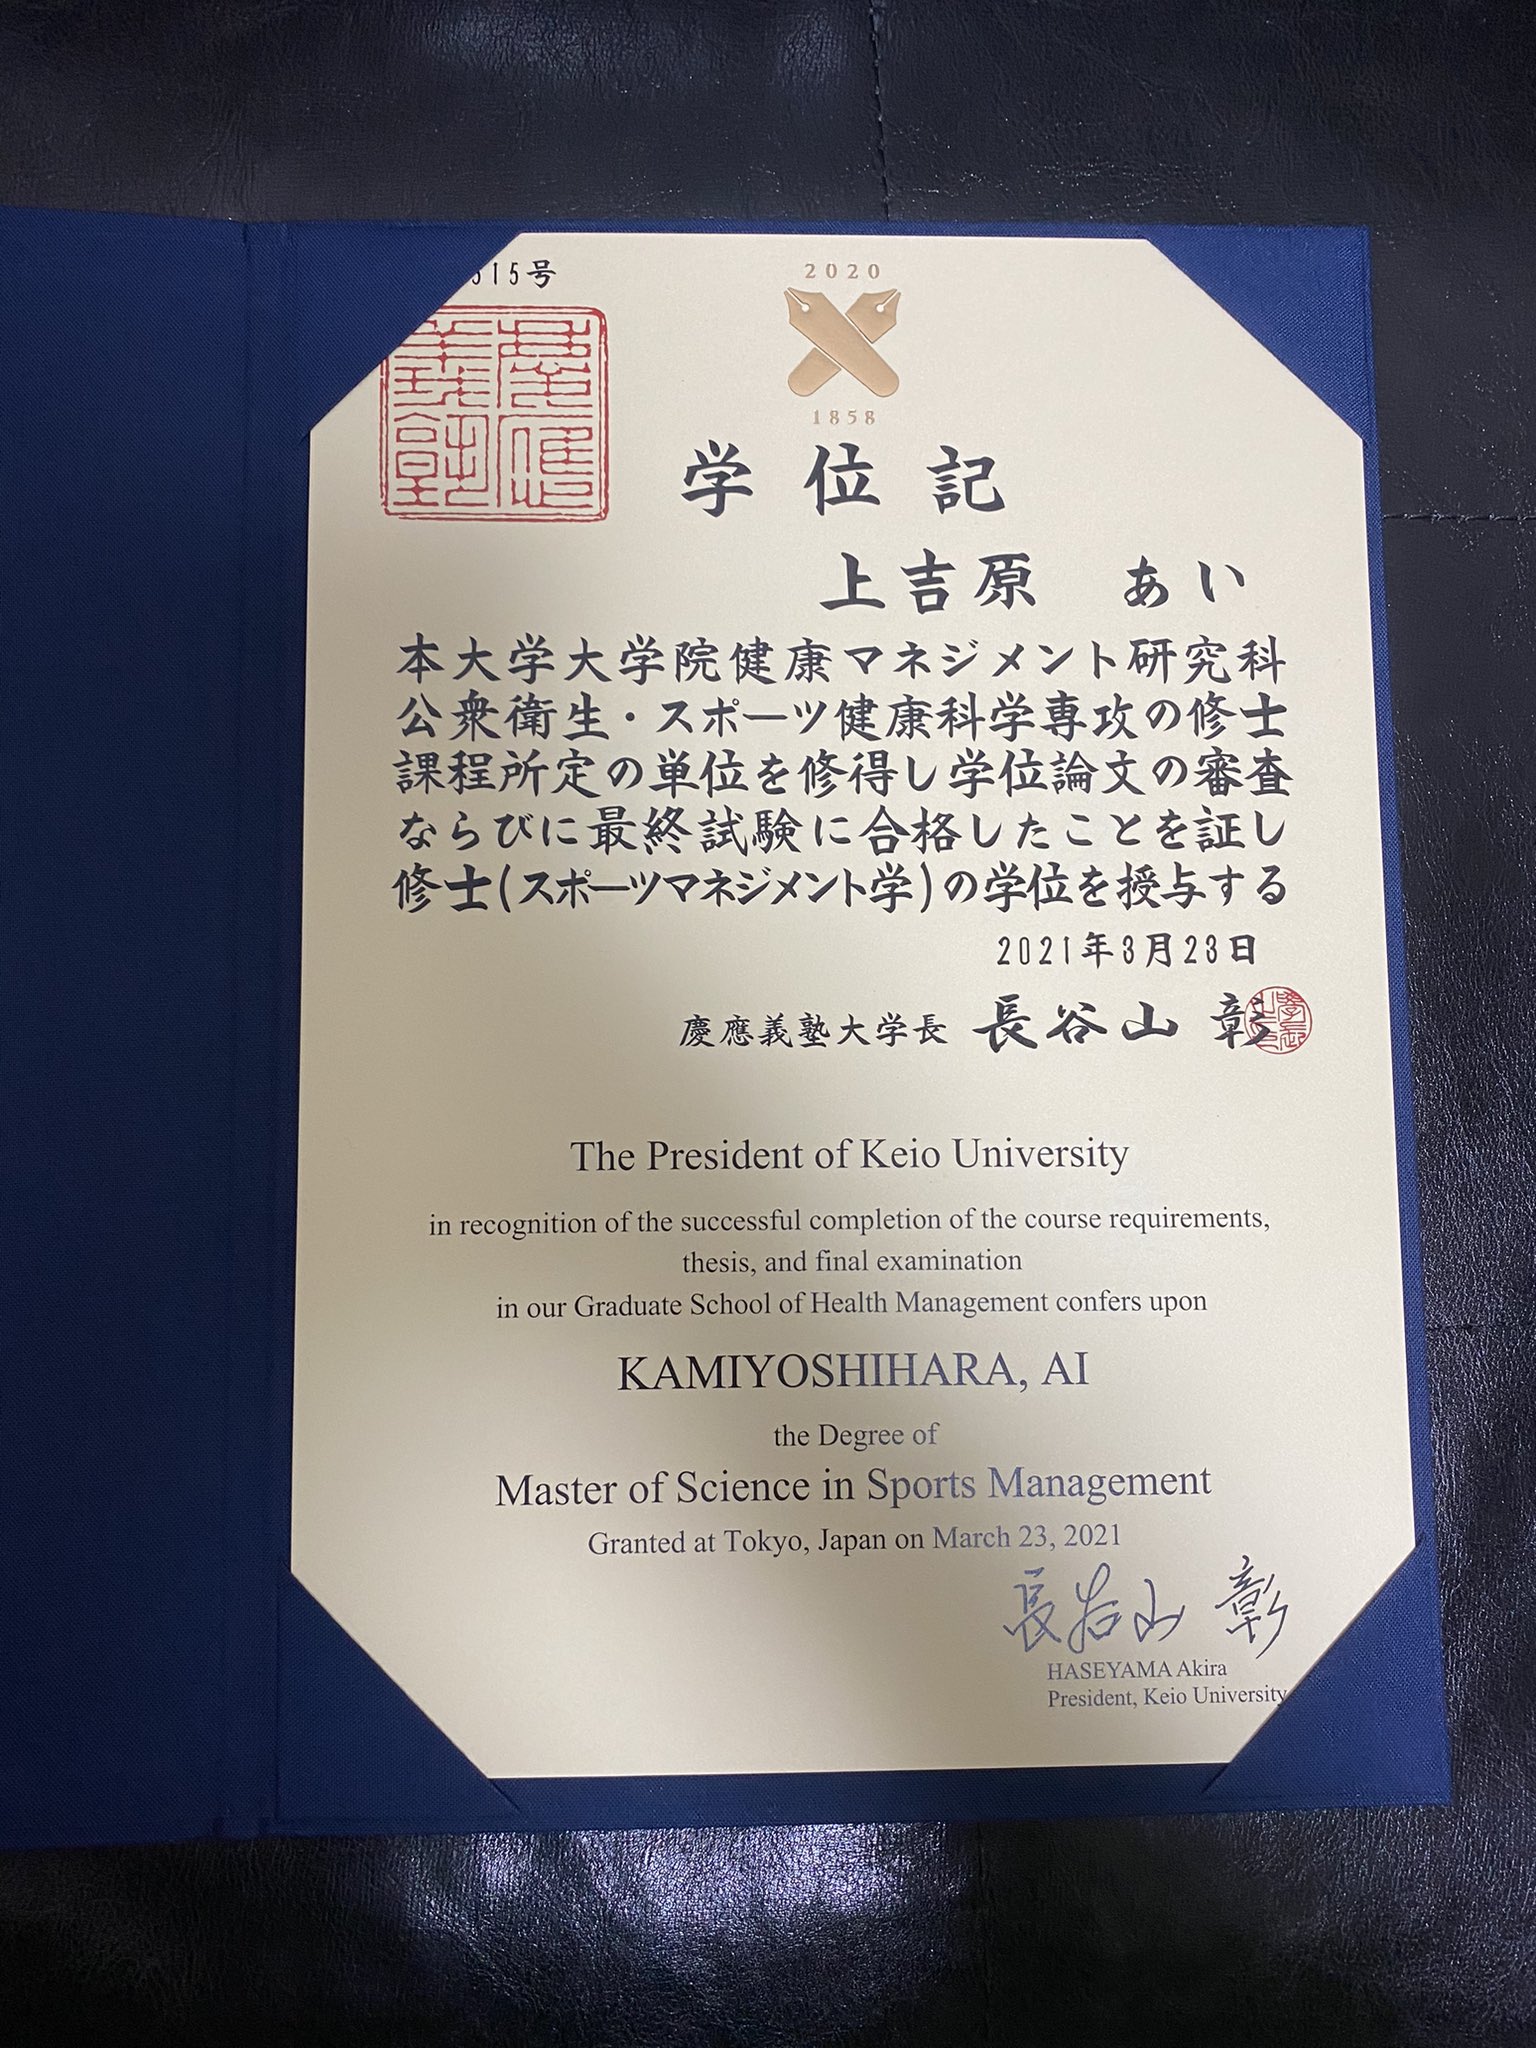 515号
2020
1858
慶應義塾
学位記
上吉原 あい
本大学大学院健康マネジメント研究科
公衆衛生・スポーツ健康科学専攻の修士
課程所定の単位を修得し学位論文の審査
ならびに最終試験に合格したことを証し
修士(スポーツマネジメント学)の学位を授与する
2021年3月23日
慶應義塾大学長 長谷山 彰
The President of Keio University
in recognition of the successful completion of the course requirements,
thesis, and final examination
in our Graduate School of Health Management confers upon
KAMIYOSHIHARA, AI
the Degree of
Master of Science in Sports Management
Granted at Tokyo, Japan on March 23, 2021
長谷山 彰
HASEYAMA Akira
President, Keio University